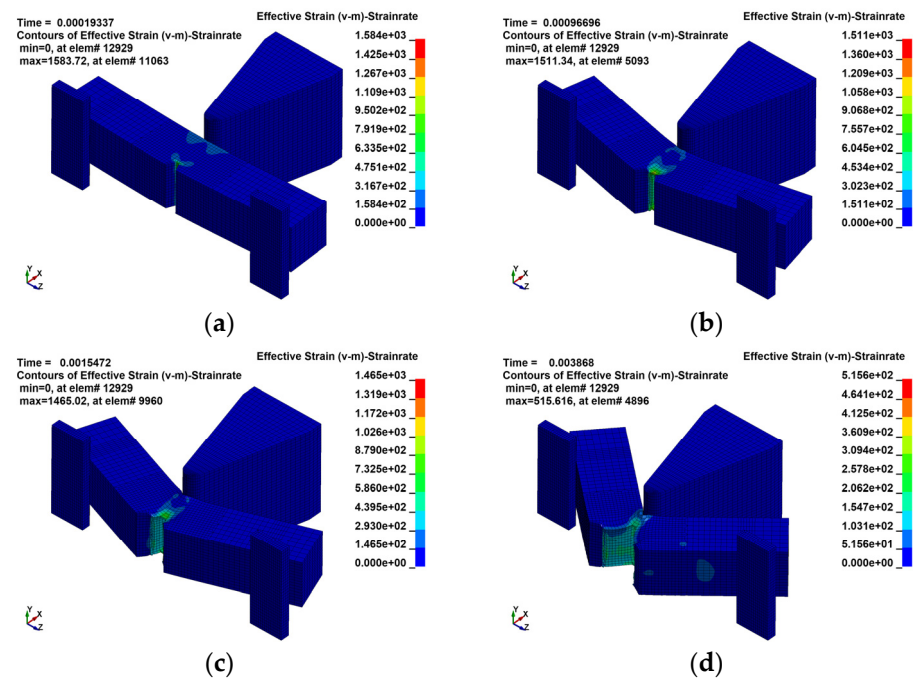 Time = 0.00019337
Contours of Effective Strain (v-m)-Strainrate
min=0, at elem# 12929
max=1583.72, at elem# 11063
Effective Strain (v-m)-Strainrate
1.584e+03
1.425e+03
1.267e+03
1.109e+03
9.502e+02
7.919e+02
6.335e+02
4.751e+02
3.167e+02
1.584e+02
0.000e+00
Y
X
Z
(a)
Time = 0.00096696
Contours of Effective Strain (v-m)-Strainrate
min=0, at elem# 12929
max=1511.34, at elem# 5093
Effective Strain (v-m)-Strainrate
1.511e+03
1.360e+03
1.209e+03
1.058e+03
9.068e+02
7.557e+02
6.045e+02
4.534e+02
3.023e+02
1.511e+02
0.000e+00
Y
X
Z
(b)
Time = 0.0015472
Contours of Effective Strain (v-m)-Strainrate
min=0, at elem# 12929
max=1465.02, at elem# 9960
Effective Strain (v-m)-Strainrate
1.465e+03
1.319e+03
1.172e+03
1.026e+03
8.790e+02
7.325e+02
5.860e+02
4.395e+02
2.930e+02
1.465e+02
0.000e+00
Y
X
Z
(c)
Time = 0.003868
Contours of Effective Strain (v-m)-Strainrate
min=0, at elem# 12929
max=515.616, at elem# 4896
Effective Strain (v-m)-Strainrate
5.156e+02
4.641e+02
4.125e+02
3.609e+02
3.094e+02
2.578e+02
2.062e+02
1.547e+02
1.031e+02
5.156e+01
0.000e+00
Y
X
Z
(d)